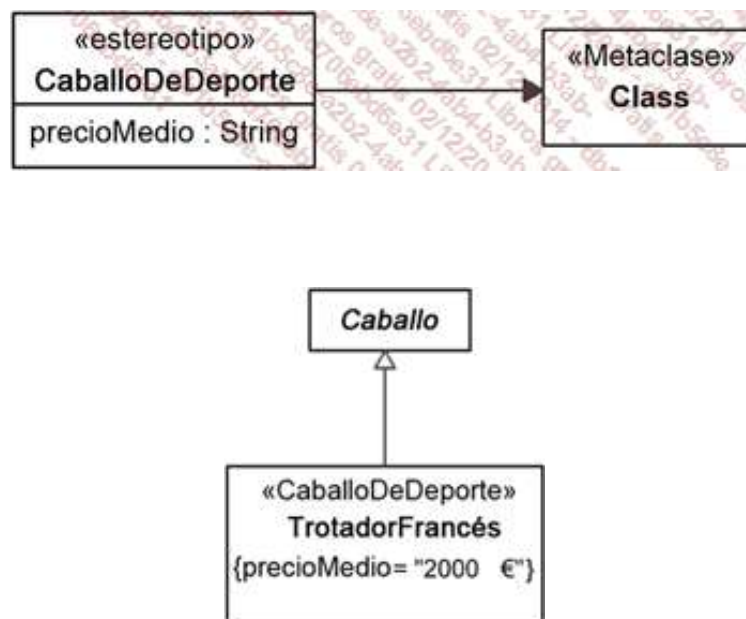 «estereotipo»
CaballoDeDeporte
precioMedio : String
«Metaclase»
Class
Caballo
«CaballoDeDeporte»
TrotadorFrancés
{precioMedio= "2000 €"}